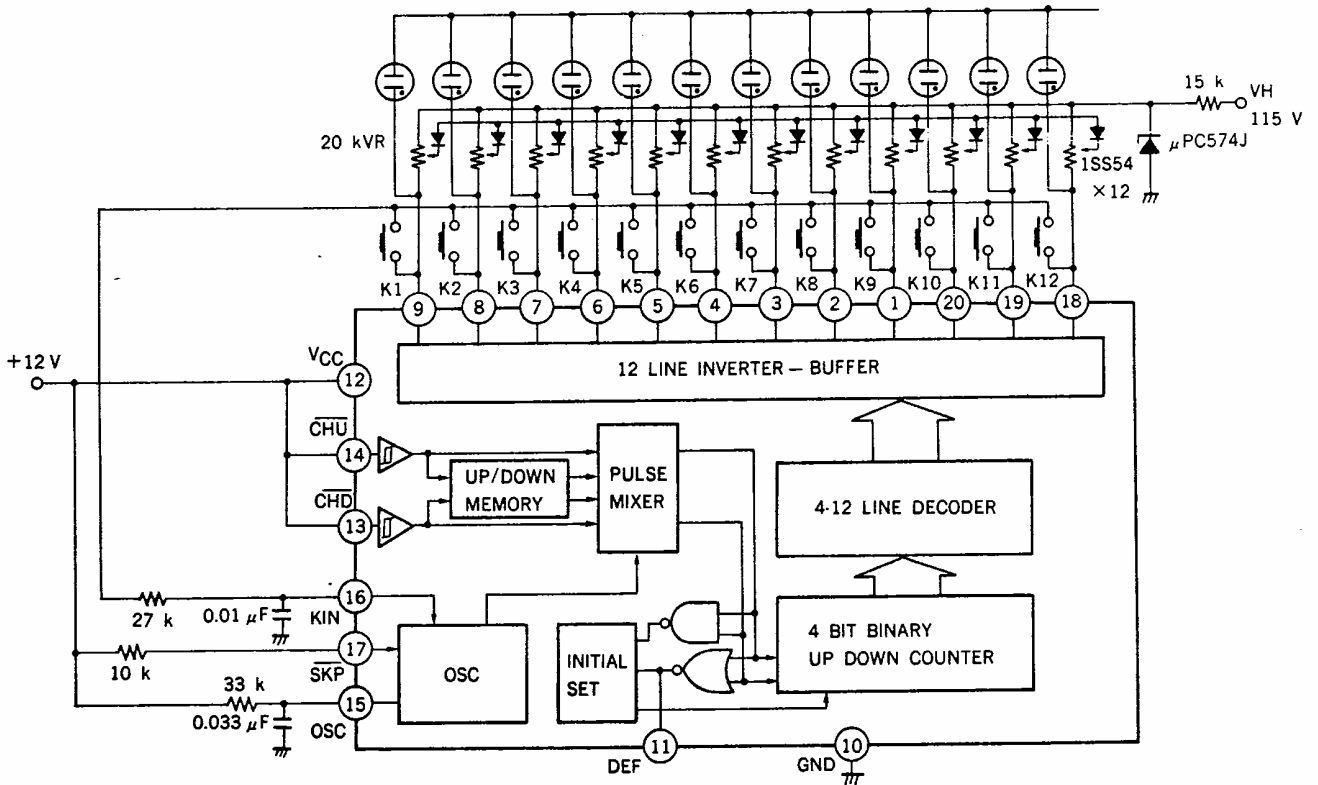 15 k
VH
115 V
20 kVR
μPC574J
1SS54
×12
K1 K2 K3 K4 K5 K6 K7 K8 K9 K10 K11 K12
9 8 7 6 5 4 3 2 1 20 19 18
12 LINE INVERTER – BUFFER
+12 V
VCC
12
CHU
14
CHD
13
UP/DOWN
MEMORY
PULSE
MIXER
4-12 LINE DECODER
27 k
0.01 μF
16
KIN
10 k
17
SKP
33 k
0.033 μF
15
OSC
OSC
INITIAL
SET
4 BIT BINARY
UP DOWN COUNTER
DEF
11
GND
10